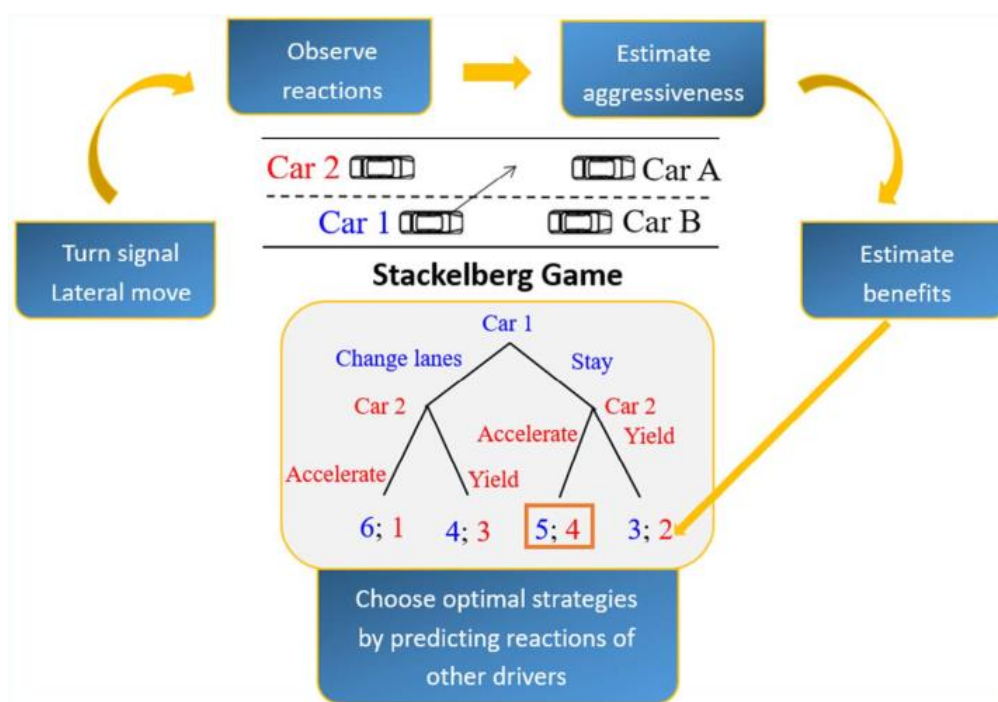 Observe
reactions
Estimate
aggressiveness
Car 2
Car A
Car 1
Car B
Turn signal
Lateral move
Estimate
benefits
Stackelberg Game
Car 1
Change lanes
Stay
Car 2
Car 2
Accelerate
Yield
Accelerate
Yield
6; 1
4; 3
5; 4
3; 2
Choose optimal strategies
by predicting reactions of
other drivers